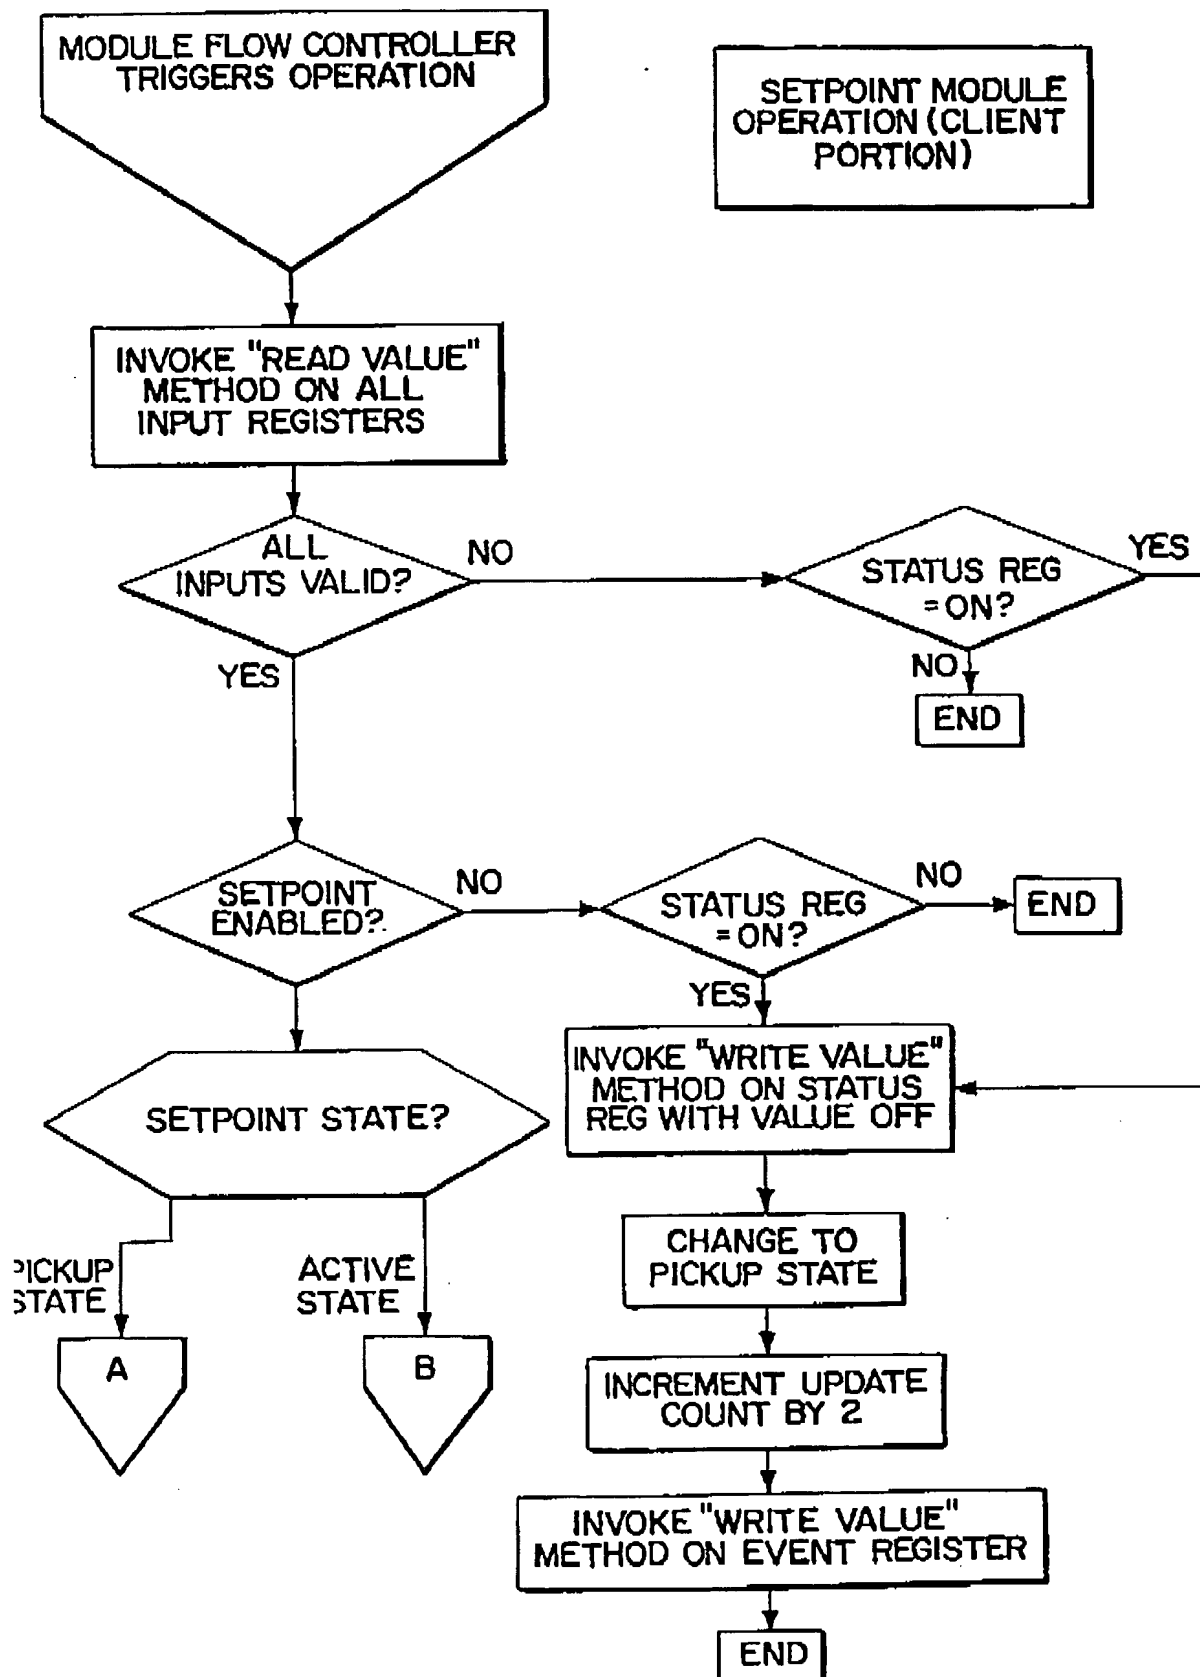 MODULE FLOW CONTROLLER
TRIGGERS OPERATION
SETPOINT MODULE
OPERATION (CLIENT
PORTION)
INVOKE "READ VALUE"
METHOD ON ALL
INPUT REGISTERS
ALL
INPUTS VALID?
NO
STATUS REG
=ON?
YES
NO
END
YES
SETPOINT
ENABLED?
NO
STATUS REG
=ON?
NO
END
YES
INVOKE "WRITE VALUE"
METHOD ON STATUS
REG WITH VALUE OFF
SETPOINT STATE?
CHANGE TO
PICKUP STATE
PICKUP
STATE
ACTIVE
STATE
A
B
INCREMENT UPDATE
COUNT BY 2
INVOKE "WRITE VALUE"
METHOD ON EVENT REGISTER
END